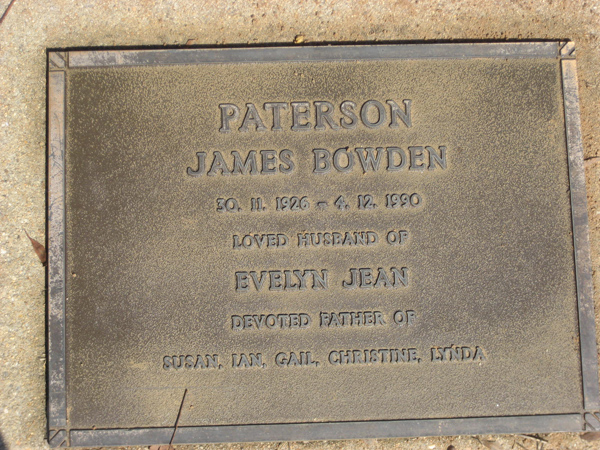 PATERSON
JAMES BOWDEN
30. 11. 1926 - 4. 12. 1990
LOVED HUSBAND OF
EVELYN JEAN
DEVOTED FATHER OF
SUSAN, IAN, GAIL, CHRISTINE, LYNDA